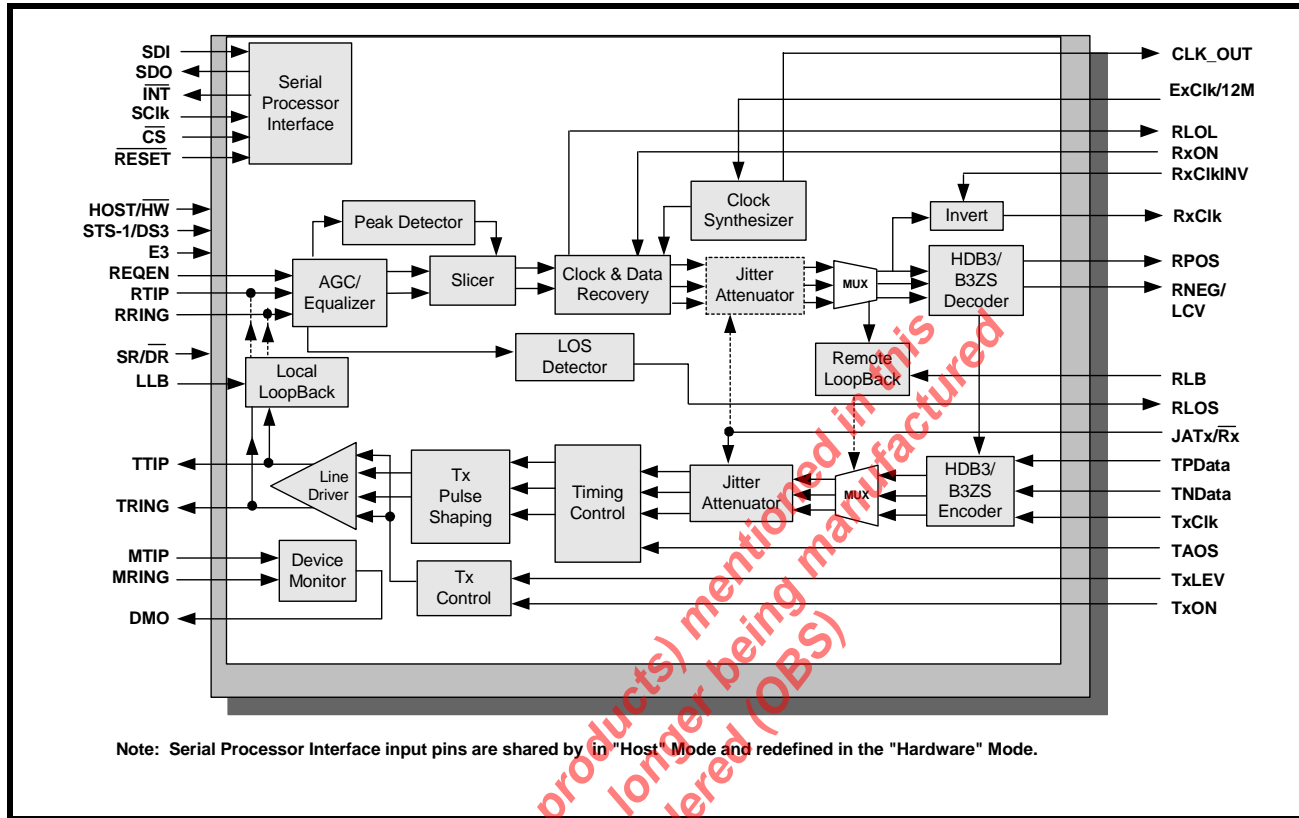 SDI
SDO
INT
SClk
CS
RESET
HOST/HW
STS-1/DS3
E3
REQEN
RTIP
RRING
SR/DR
LLB
TTIP
TRING
MTIP
MRING
DMO
Serial
Processor
Interface
Peak Detector
AGC/
Equalizer
Slicer
Clock & Data
Recovery
Clock
Synthesizer
Jitter
Attenuator
MUX
Invert
HDB3/
B3ZS
Decoder
LOS
Detector
Remote
LoopBack
Local
LoopBack
Line
Driver
Tx
Pulse
Shaping
Timing
Control
Jitter
Attenuator
MUX
HDB3/
B3ZS
Encoder
Device
Monitor
Tx
Control
CLK_OUT
ExClk/12M
RLOL
RxON
RxClkINV
RxClk
RPOS
RNEG/
LCV
RLB
RLOS
JATx/Rx
TPData
TNData
TxClk
TAOS
TxLEV
TxON
products) mentioned in this
longer being manufactured
(OBS)
Note: Serial Processor Interface input pins are shared by in "Host" Mode and redefined in the "Hardware" Mode.